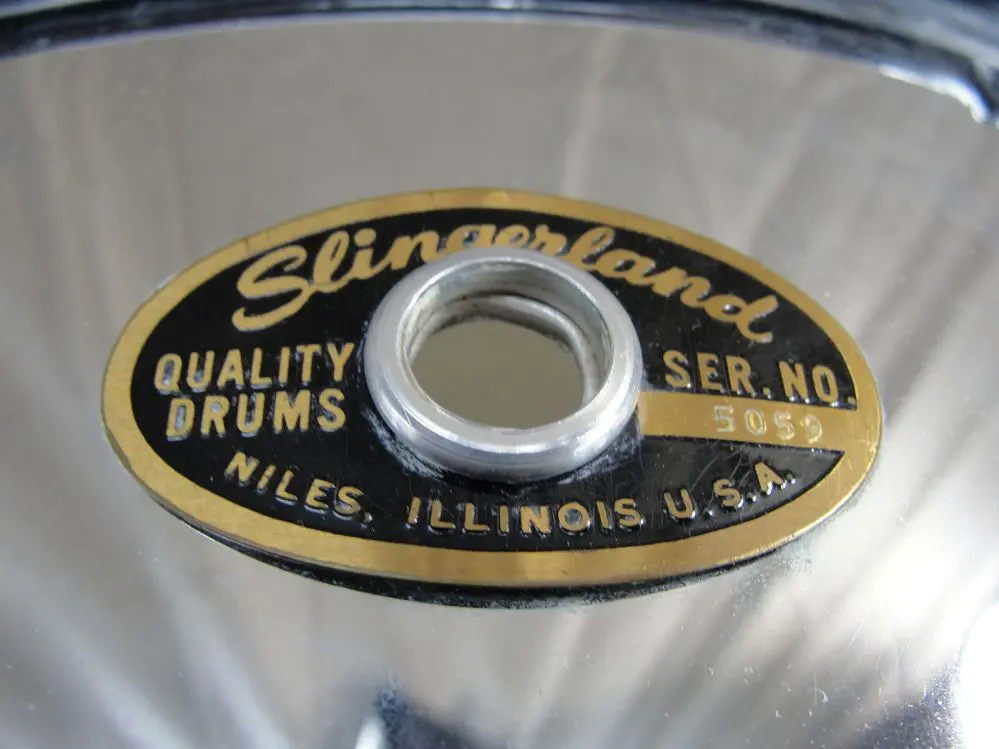 Slingerland
QUALITY
DRUMS
SER. NO.
5059
NILES, ILLINOIS U.S.A.